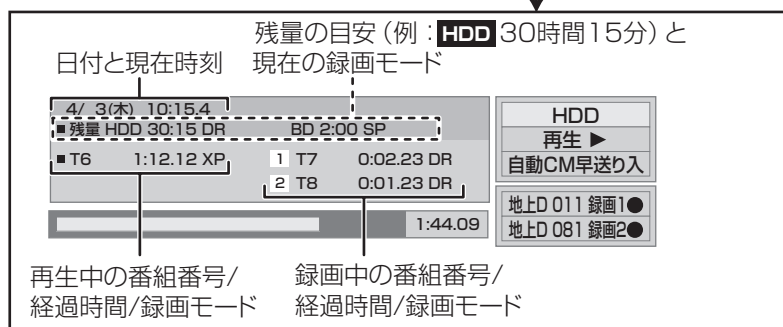 残量の目安（例：HDD 30時間15分）と
現在の録画モード
日付と現在時刻
4/ 3(木) 10:15.4
■残量 HDD 30:15 DR BD 2:00 SP
■T6 1:12.12 XP 1 T7 0:02.23 DR
2 T8 0:01.23 DR
1:44.09
HDD
再生 ▶
自動CM早送り入
地上D 011 録画1●
地上D 081 録画2●
再生中の番組番号/
経過時間/録画モード
録画中の番組番号/
経過時間/録画モード